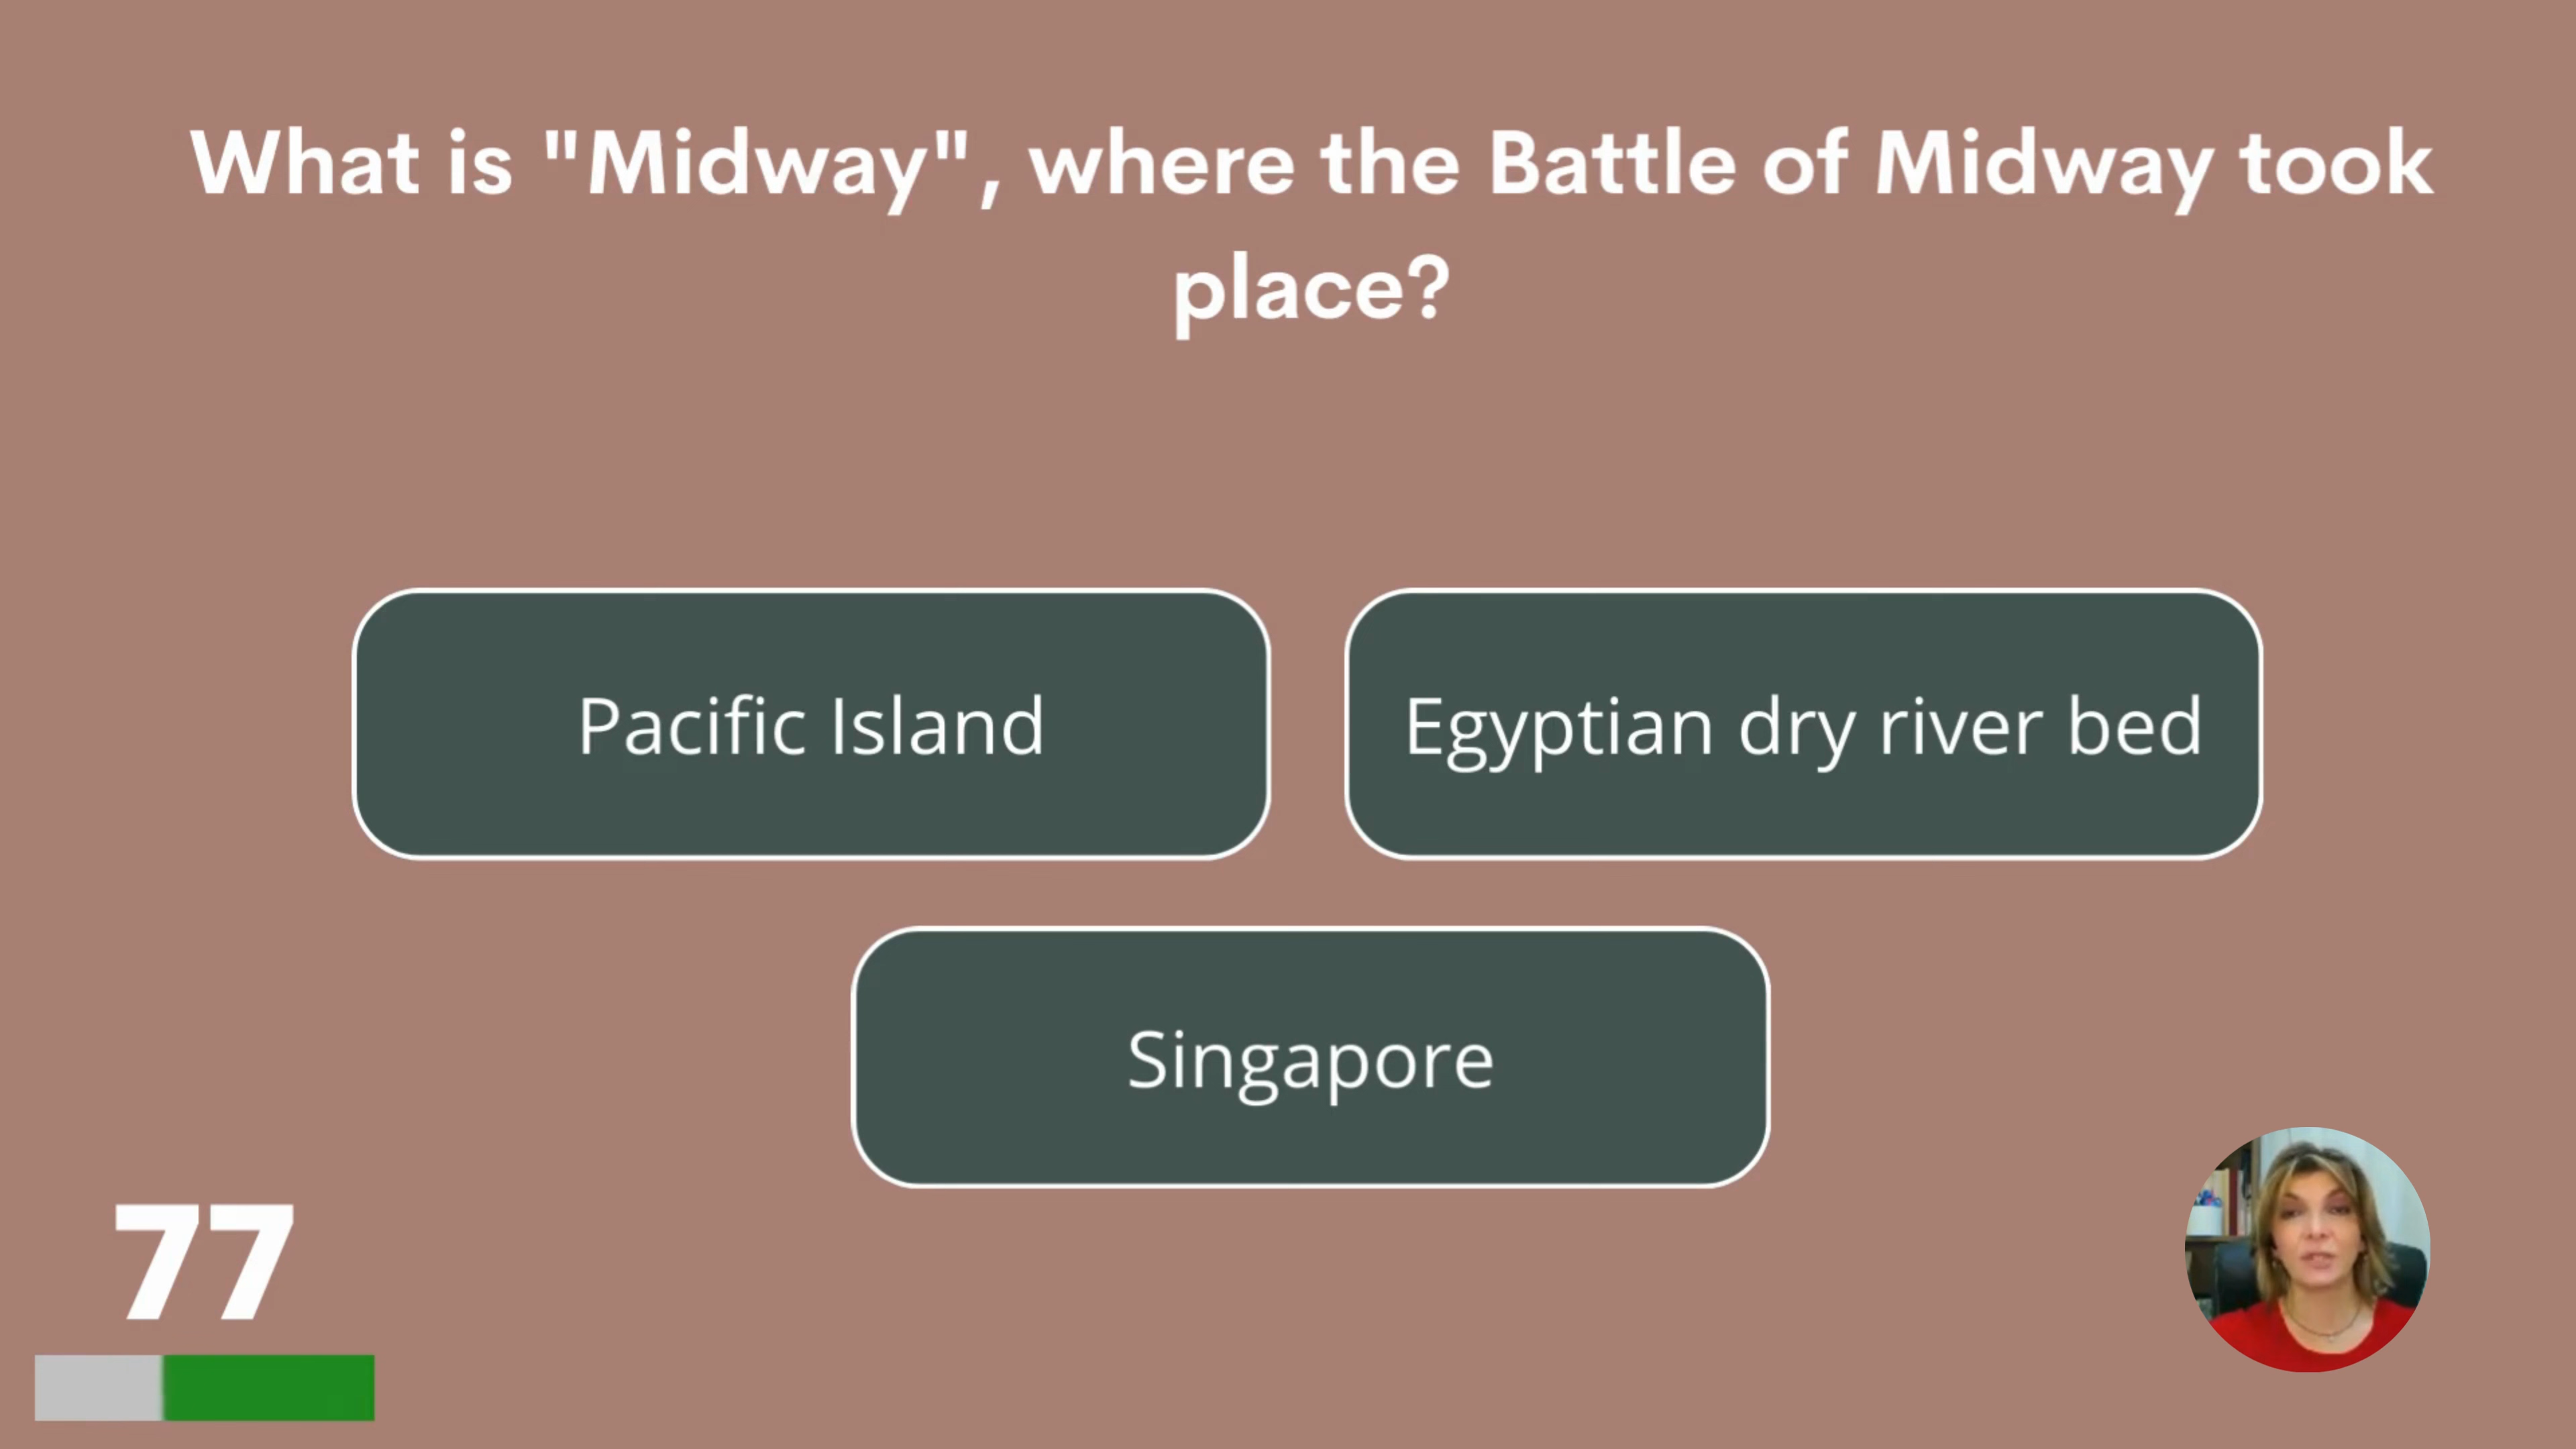 What is "Midway", where the Battle of Midway took
place?
Pacific Island
Egyptian dry river bed
Singapore
77